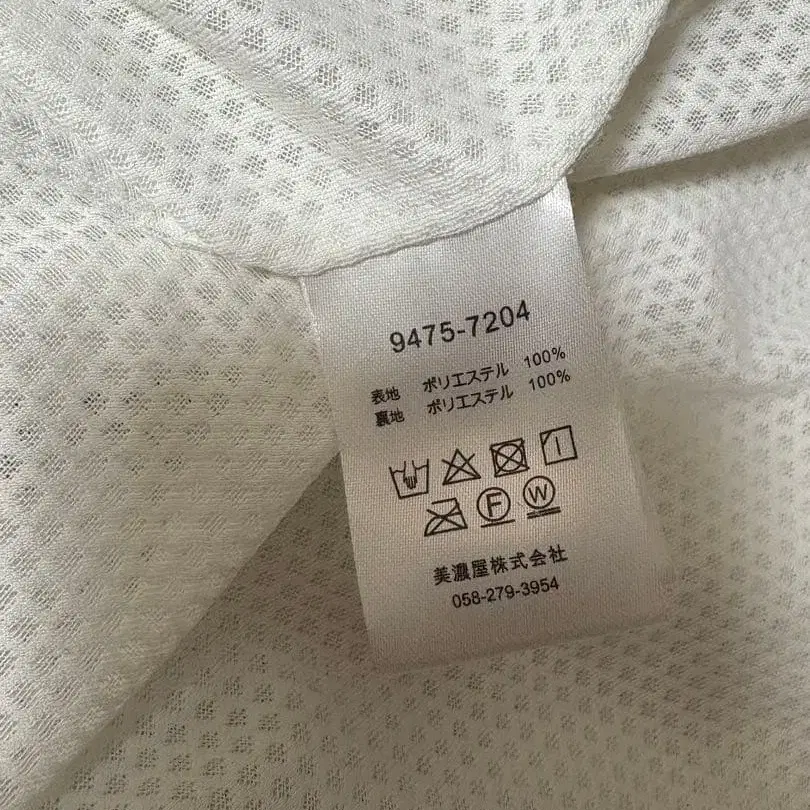 9475-7204
表地 ポリエステル 100%
裏地 ポリエステル 100%
F W
美濃屋株式会社
058-279-3954